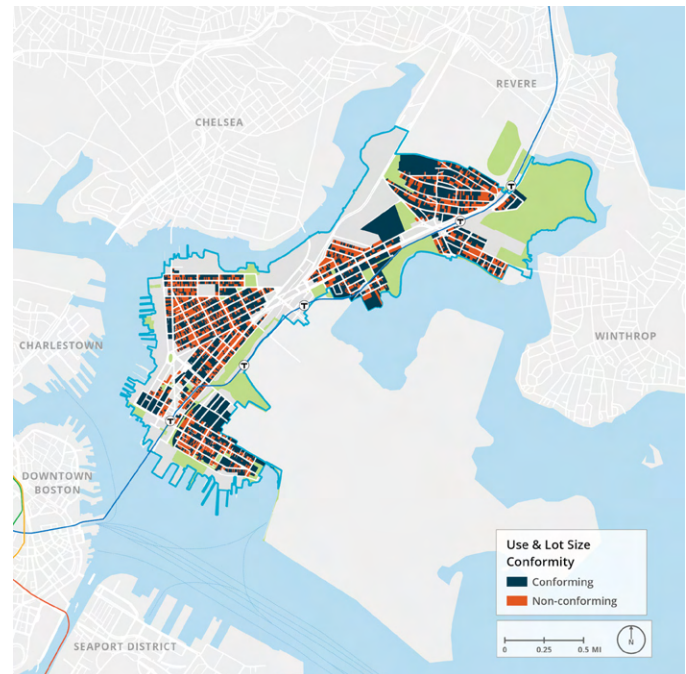 REVERE
CHELSEA
WINTHROP
CHARLESTOWN
DOWNTOWN
BOSTON
SEAPORT DISTRICT
T
T
T
T
T
Use & Lot Size
Conformity
Conforming
Non-conforming
0 0.25 0.5 MI
N